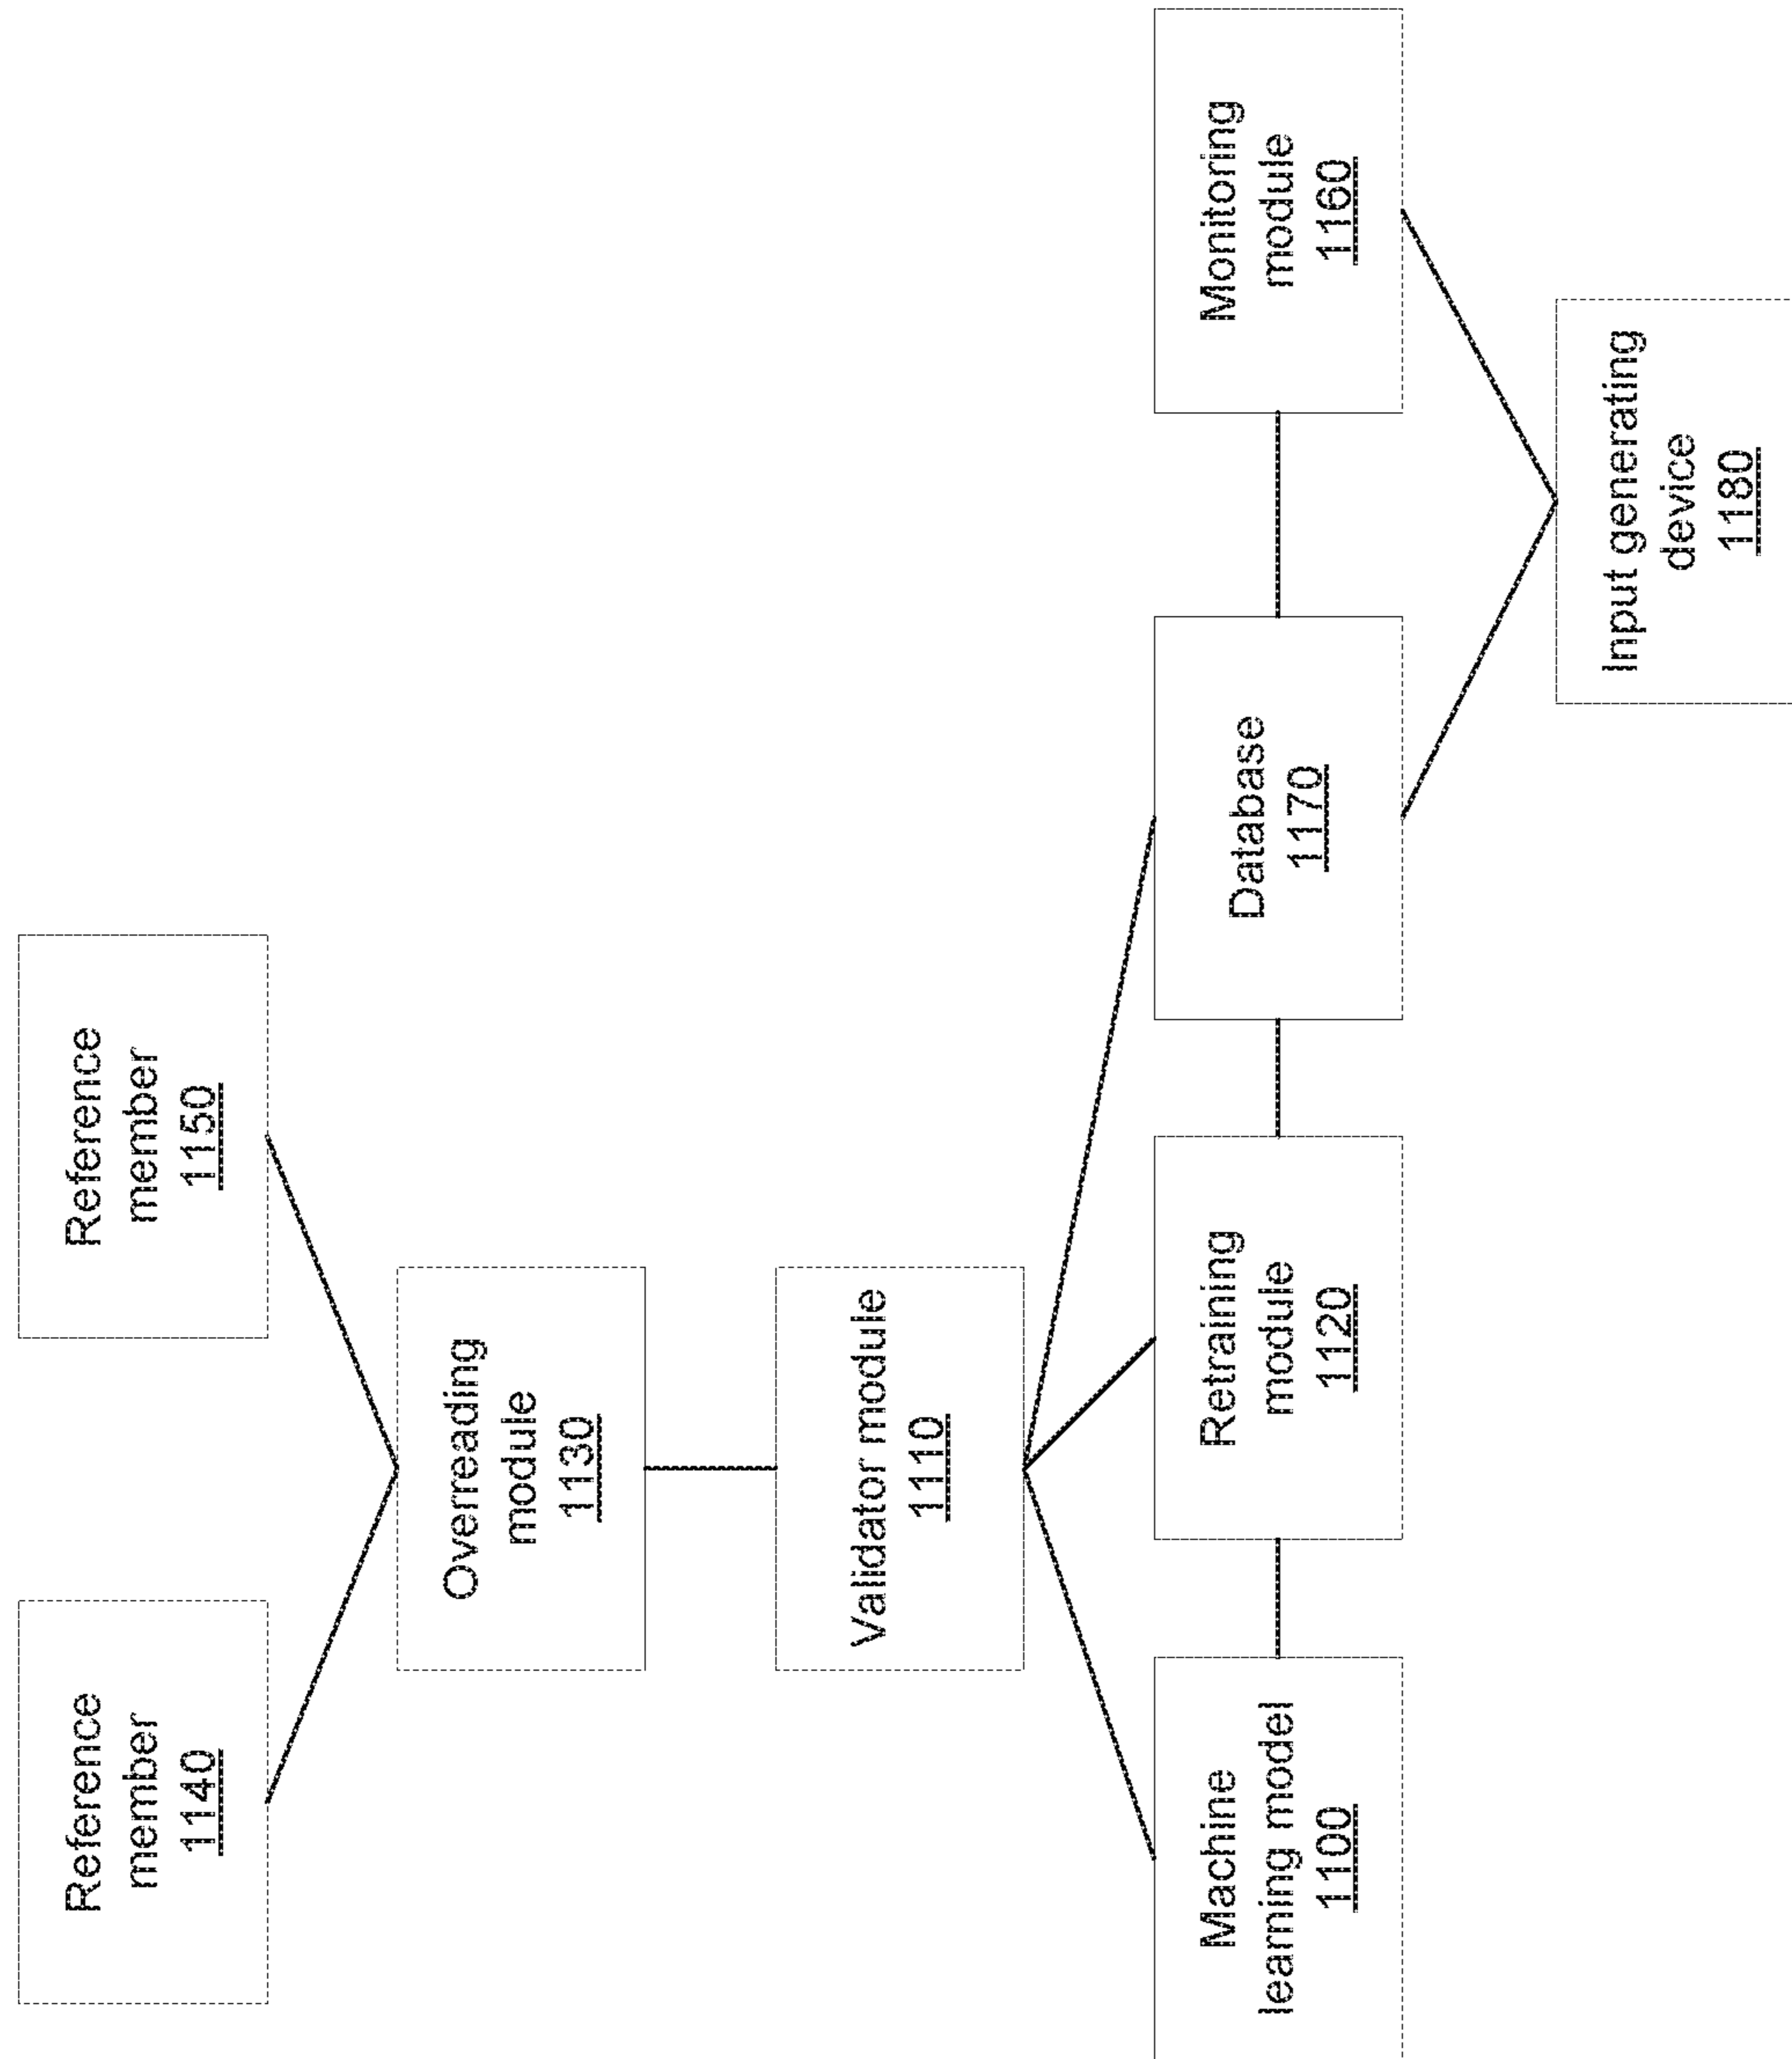 Reference
member
1140
Reference
member
1150
Overreading
module
1130
Validator module
1110
Machine
learning model
1100
Retraining
module
1120
Database
1170
Monitoring
module
1160
Input generating
device
1180